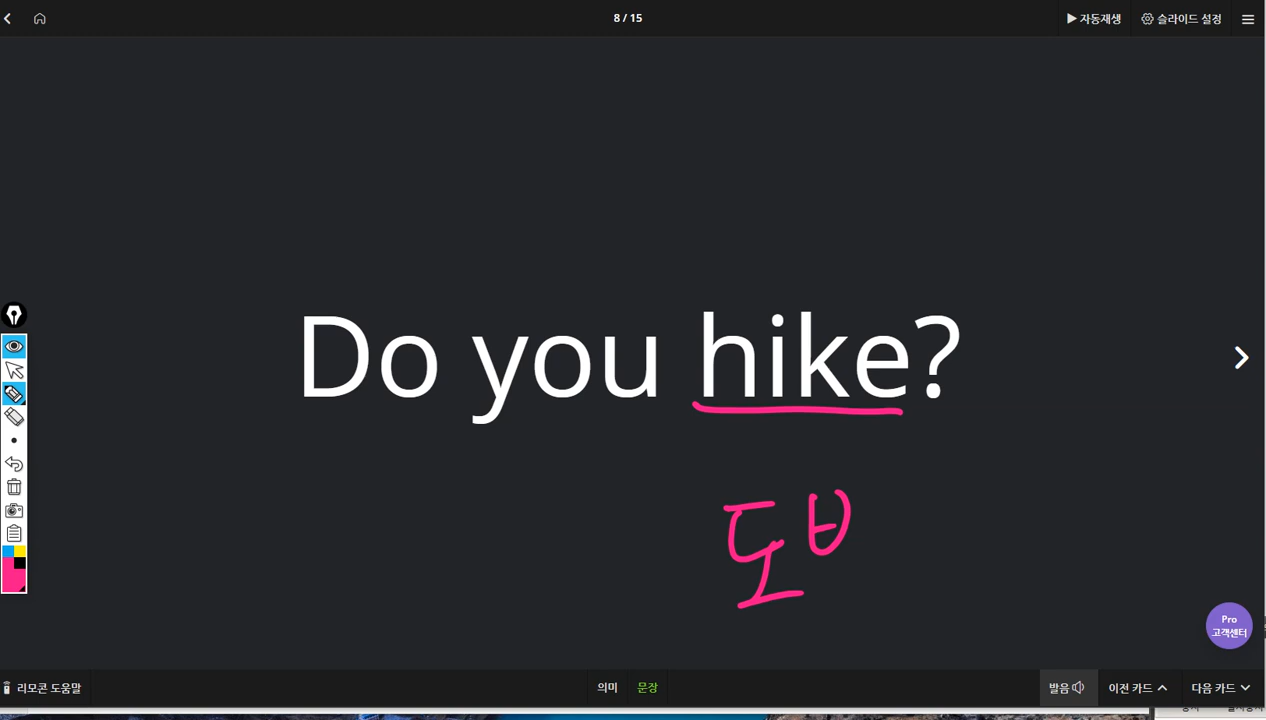 8 / 15
자동재생
슬라이드 설정
Do you hike?
도ㅂ
Pro
고객센터
리모콘 도움말
의미
문장
발음
이전 카드
다음 카드